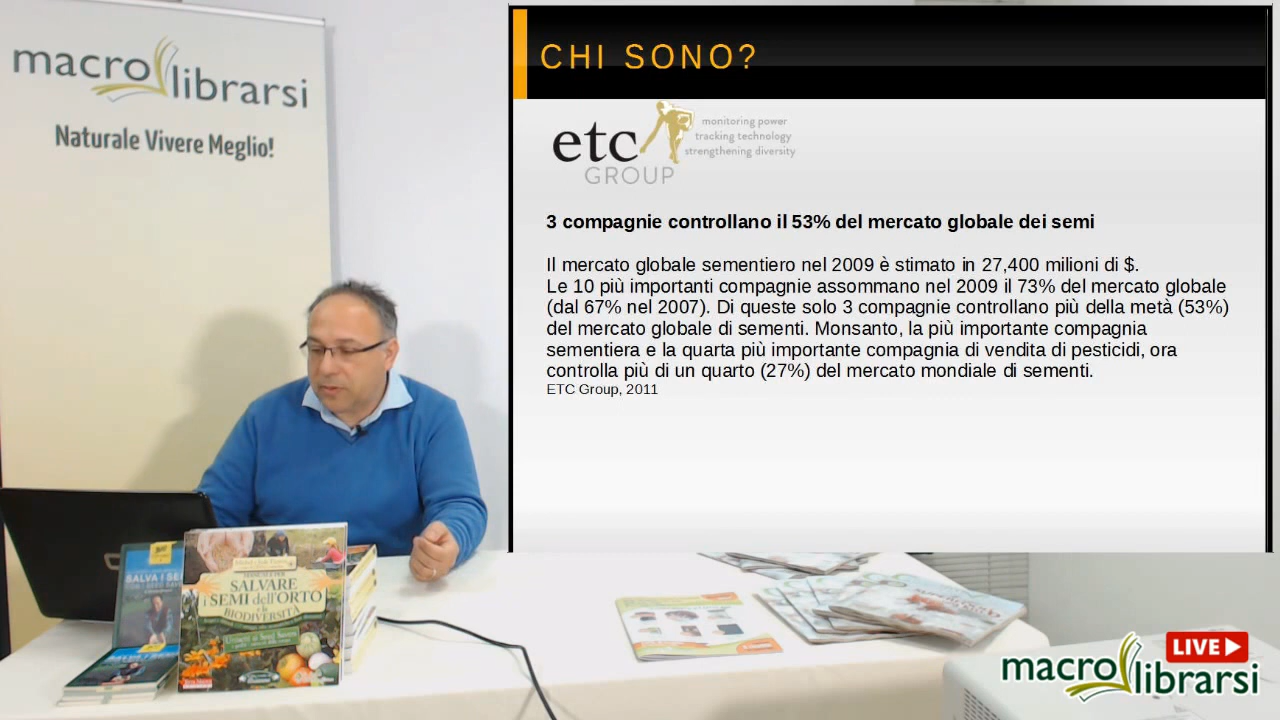 macro librarsi
Naturale Vivere Meglio!
CHI SONO?
etc
GROUP
monitoring power
tracking technology
strengthening diversity
3 compagnie controllano il 53% del mercato globale dei semi
Il mercato globale sementiero nel 2009 è stimato in 27,400 milioni di $.
Le 10 più importanti compagnie assommano nel 2009 il 73% del mercato globale
(dal 67% nel 2007). Di queste solo 3 compagnie controllano più della metà (53%)
del mercato globale di sementi. Monsanto, la più importante compagnia
sementiera e la quarta più importante compagnia di vendita di pesticidi, ora
controlla più di un quarto (27%) del mercato mondiale di sementi.
ETC Group, 2011
SALVA I SEMI
SALVARE
i SEMI dell'ORTO
e la
BIODIVERSITÀ
LIVE
macro librarsi